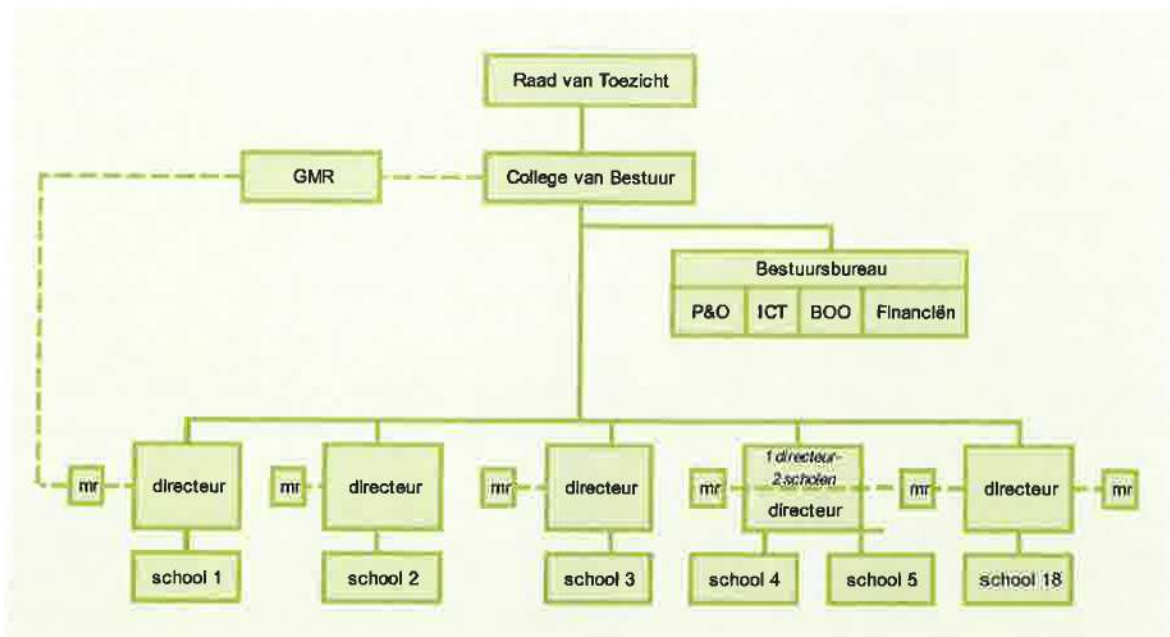 Raad van Toezicht
GMR
College van Bestuur
Bestuursbureau
P&O
ICT
BOO
Financiën
mr
directeur
mr
directeur
mr
directeur
mr
1 directeur-
2 scholen
directeur
mr
directeur
mr
school 1
school 2
school 3
school 4
school 5
school 18